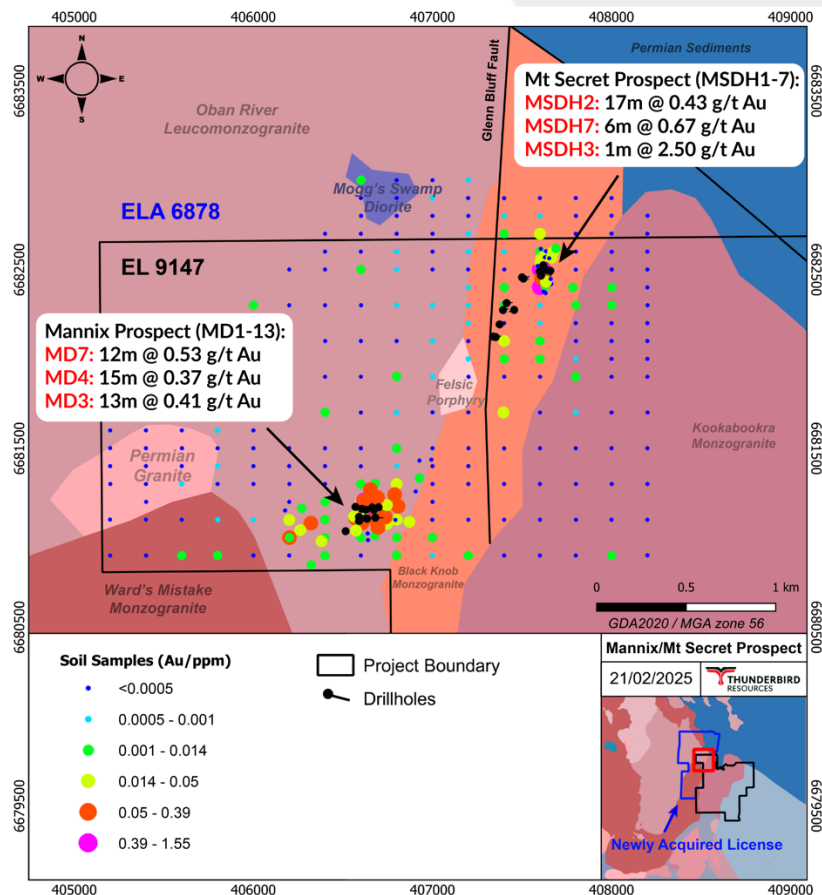 405000 406000 407000 408000 409000
6683500
6682500
6681500
6680500
6679500
6683500
6682500
6681500
6680500
6679500
N
W E
S
Permian Sediments
Oban River
Leucomonzogranite
Glenn Bluff Fault
Mt Secret Prospect (MSDH1-7):
MSDH2: 17m @ 0.43 g/t Au
MSDH7: 6m @ 0.67 g/t Au
MSDH3: 1m @ 2.50 g/t Au
Mogg's Swamp
Diorite
ELA 6878
EL 9147
Mannix Prospect (MD1-13):
MD7: 12m @ 0.53 g/t Au
MD4: 15m @ 0.37 g/t Au
MD3: 13m @ 0.41 g/t Au
Felsic
Porphyry
Kookabookra
Monzogranite
Permian
Granite
Black Knob
Monzogranite
Ward's Mistake
Monzogranite
0 0.5 1 km
GDA2020 / MGA zone 56
Soil Samples (Au/ppm)
<0.0005
0.0005 - 0.001
0.001 - 0.014
0.014 - 0.05
0.05 - 0.39
0.39 - 1.55
Project Boundary
Drillholes
Mannix/Mt Secret Prospect
21/02/2025
THUNDERBIRD
RESOURCES
Newly Acquired License
405000 406000 407000 408000 409000